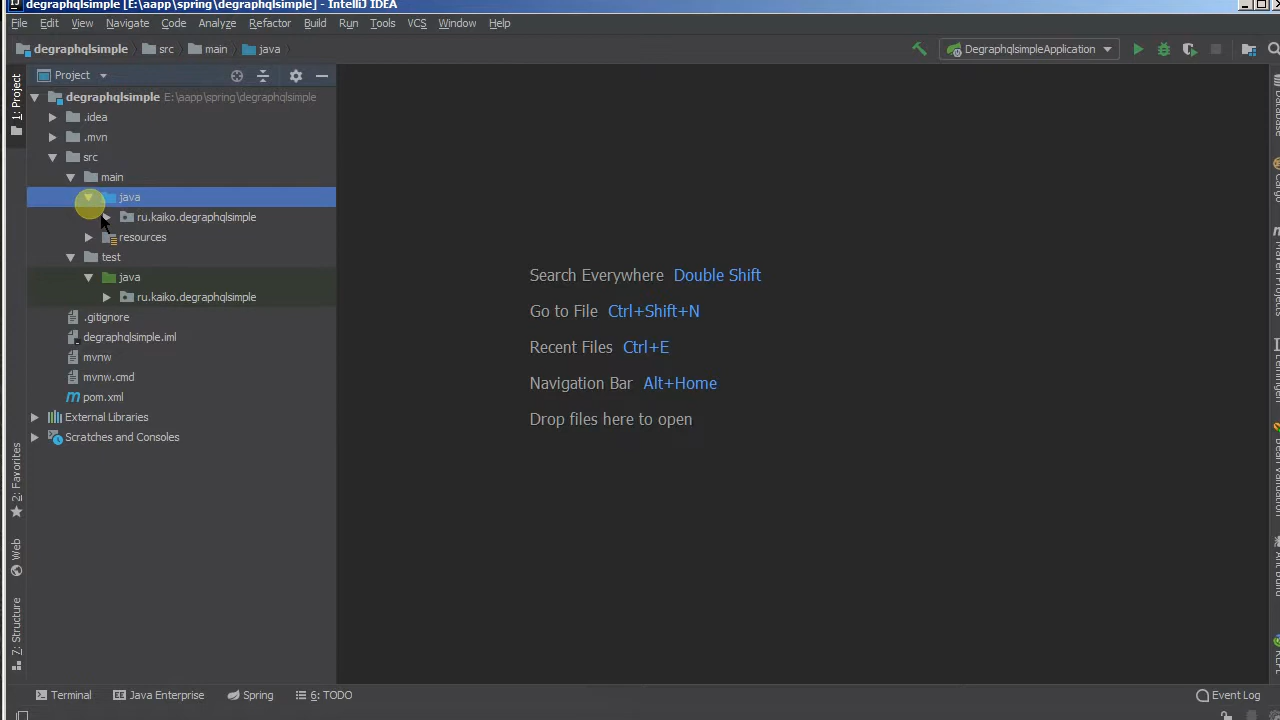 degraphqlsimple [E:\aapp\spring\degraphqlsimple] - IntelliJ IDEA
File Edit View Navigate Code Analyze Refactor Build Run Tools VCS Window Help
degraphqlsimple src main java DegraphqlsimpleApplication
1: Project
Project
degraphqlsimple E:\aapp\spring\degraphqlsimple
.idea
.mvn
src
main
java
ru.kaiko.degraphqlsimple
resources
test
java
ru.kaiko.degraphqlsimple
.gitignore
degraphqlsimple.iml
mvnw
mvnw.cmd
pom.xml
External Libraries
Scratches and Consoles
Search Everywhere Double Shift
Go to File Ctrl+Shift+N
Recent Files Ctrl+E
Navigation Bar Alt+Home
Drop files here to open
2: Favorites
Web
7: Structure
Database
Terminal Java Enterprise Spring 6: TODO Event Log